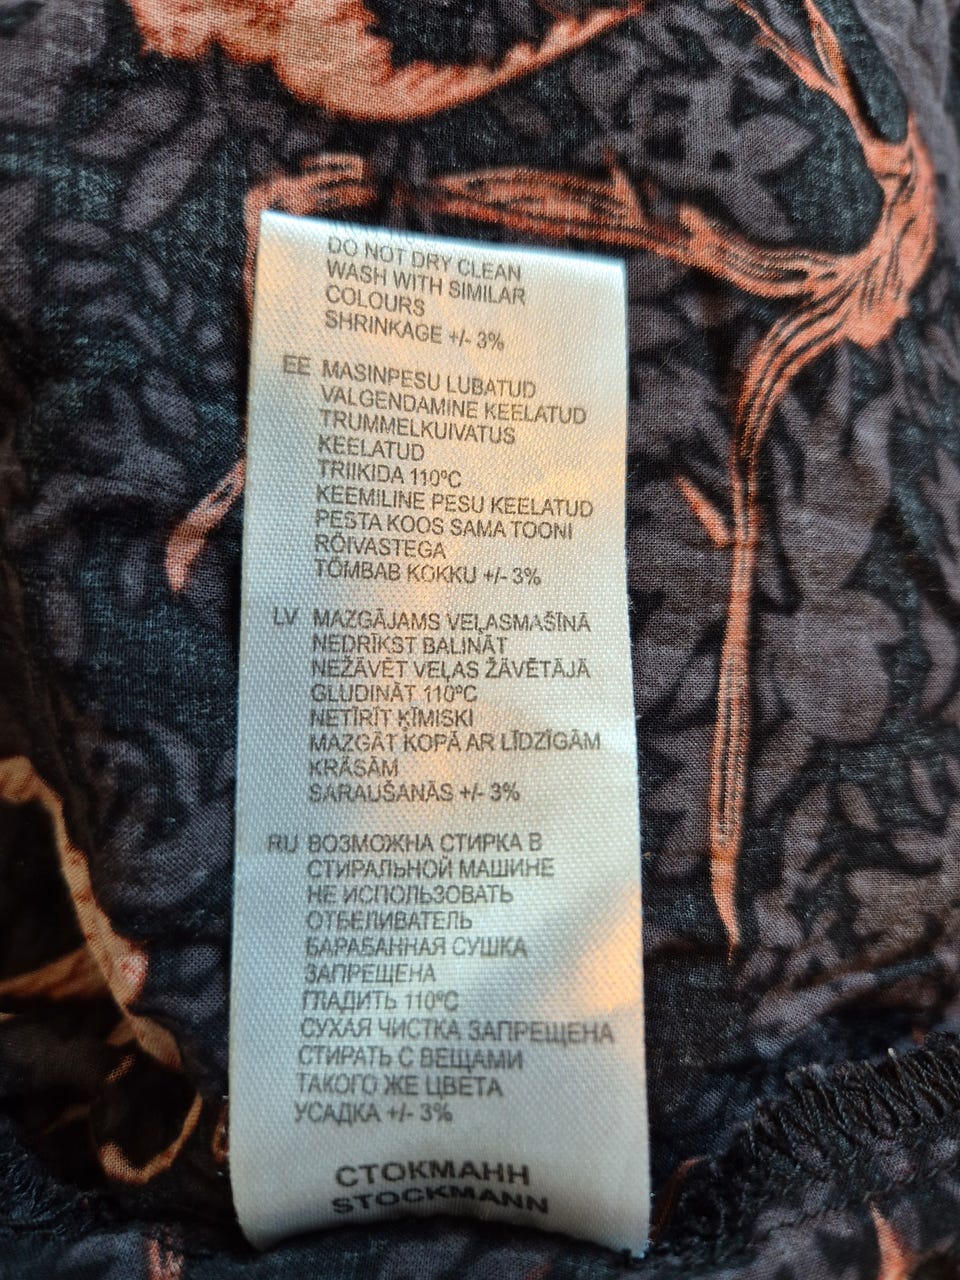 DO NOT DRY CLEAN
WASH WITH SIMILAR
COLOURS
SHRINKAGE +/- 3%
EE MASINPESU LUBATUD
VALGENDAMINE KEELATUD
TRUMMELKUIVATUS
KEELATUD
TRIIKIDA 110ºC
KEEMILINE PESU KEELATUD
PESTA KOOS SAMA TOONI
RÕIVASTEGA
TÕMBAB KOKKU +/- 3%
LV MAZGĀJAMS VEĻASMAŠĪNĀ
NEDRĪKST BALINĀT
NEŽĀVĒT VEĻAS ŽĀVĒTĀJĀ
GLUDINĀT 110ºC
NETĪRĪT ĶĪMISKI
MAZGĀT KOPĀ AR LĪDZĪGĀM
KRĀSĀM
SARAUŠANĀS +/- 3%
RU ВОЗМОЖНА СТИРКА В
СТИРАЛЬНОЙ МАШИНЕ
НЕ ИСПОЛЬЗОВАТЬ
ОТБЕЛИВАТЕЛЬ
БАРАБАННАЯ СУШКА
ЗАПРЕЩЕНА
ГЛАДИТЬ 110ºC
СУХАЯ ЧИСТКА ЗАПРЕЩЕНА
СТИРАТЬ С ВЕЩАМИ
ТАКОГО ЖЕ ЦВЕТА
УСАДКА +/- 3%
СТОКМАНН
STOCKMANN